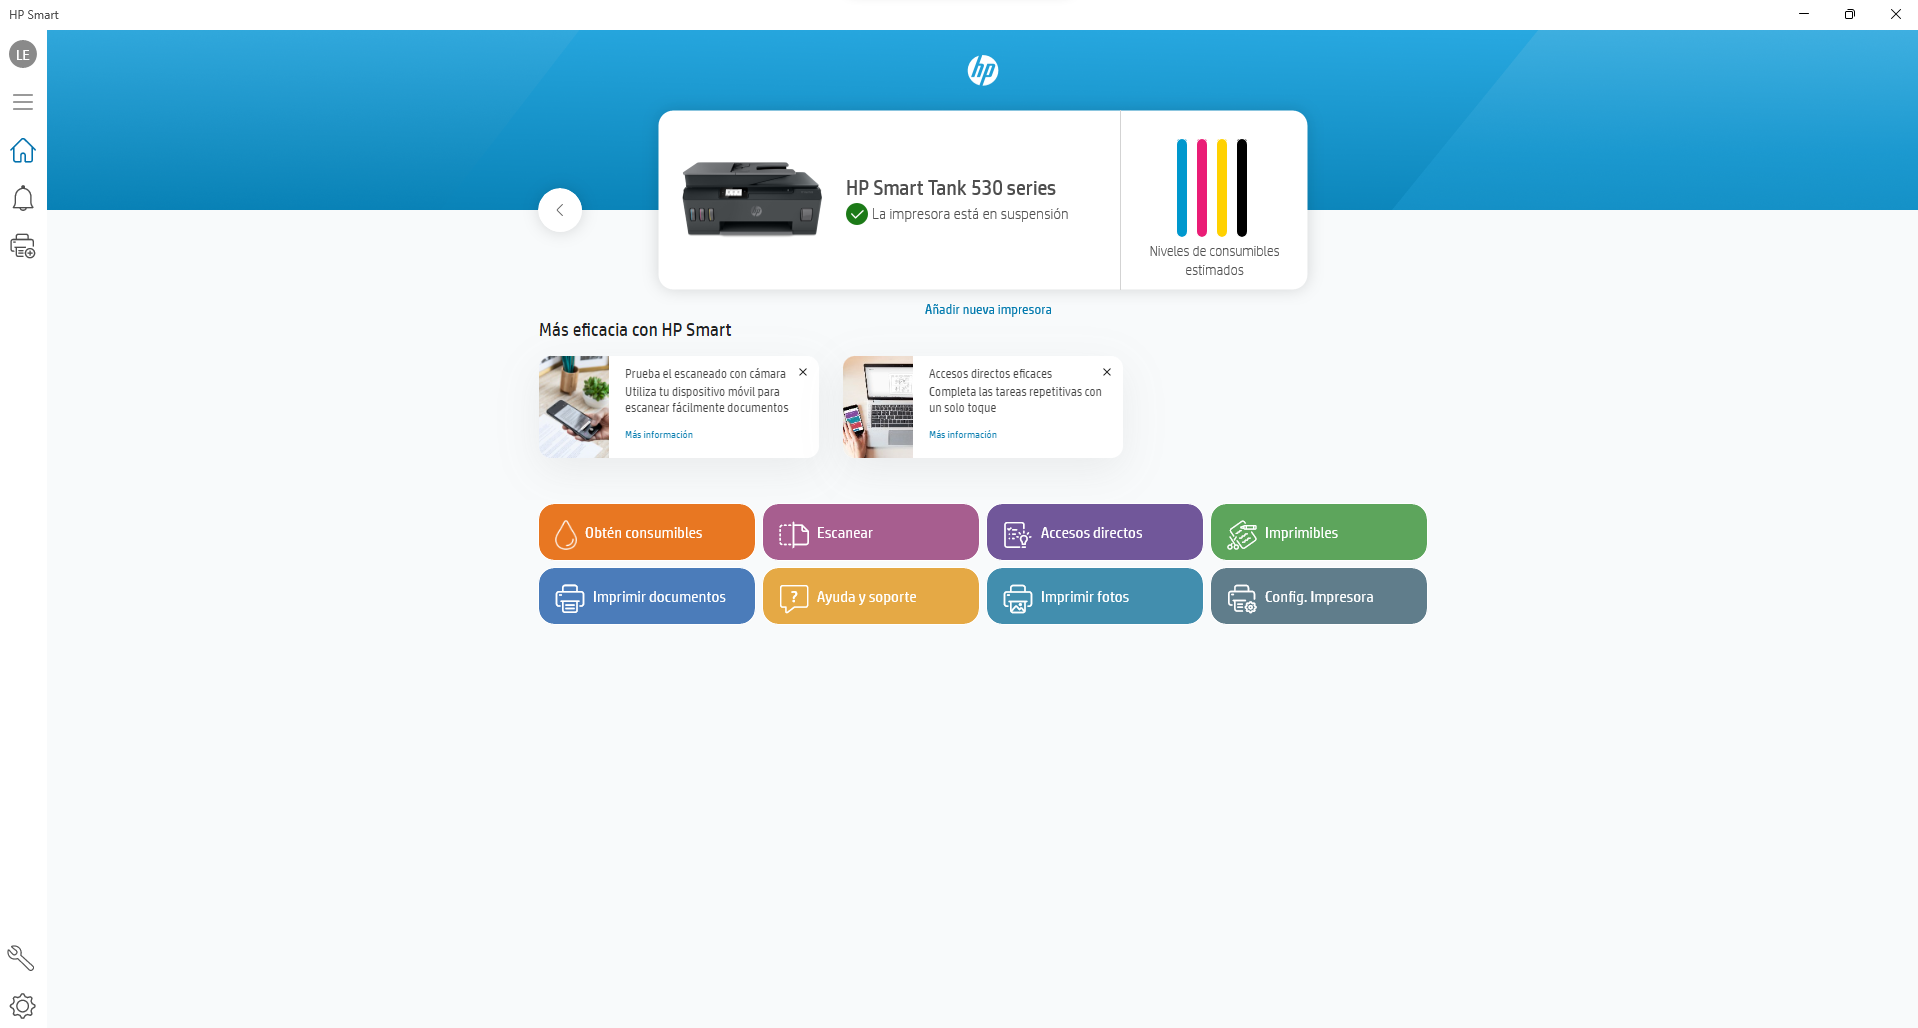 HP Smart
LE
hp
HP Smart Tank 530 series
La impresora está en suspensión
Niveles de consumibles
estimados
Añadir nueva impresora
Más eficacia con HP Smart
Prueba el escaneado con cámara
Utiliza tu dispositivo móvil para
escanear fácilmente documentos
Más información
Accesos directos eficaces
Completa las tareas repetitivas con
un solo toque
Más información
Obtén consumibles
Escanear
Accesos directos
Imprimibles
Imprimir documentos
? Ayuda y soporte
Imprimir fotos
Config. Impresora